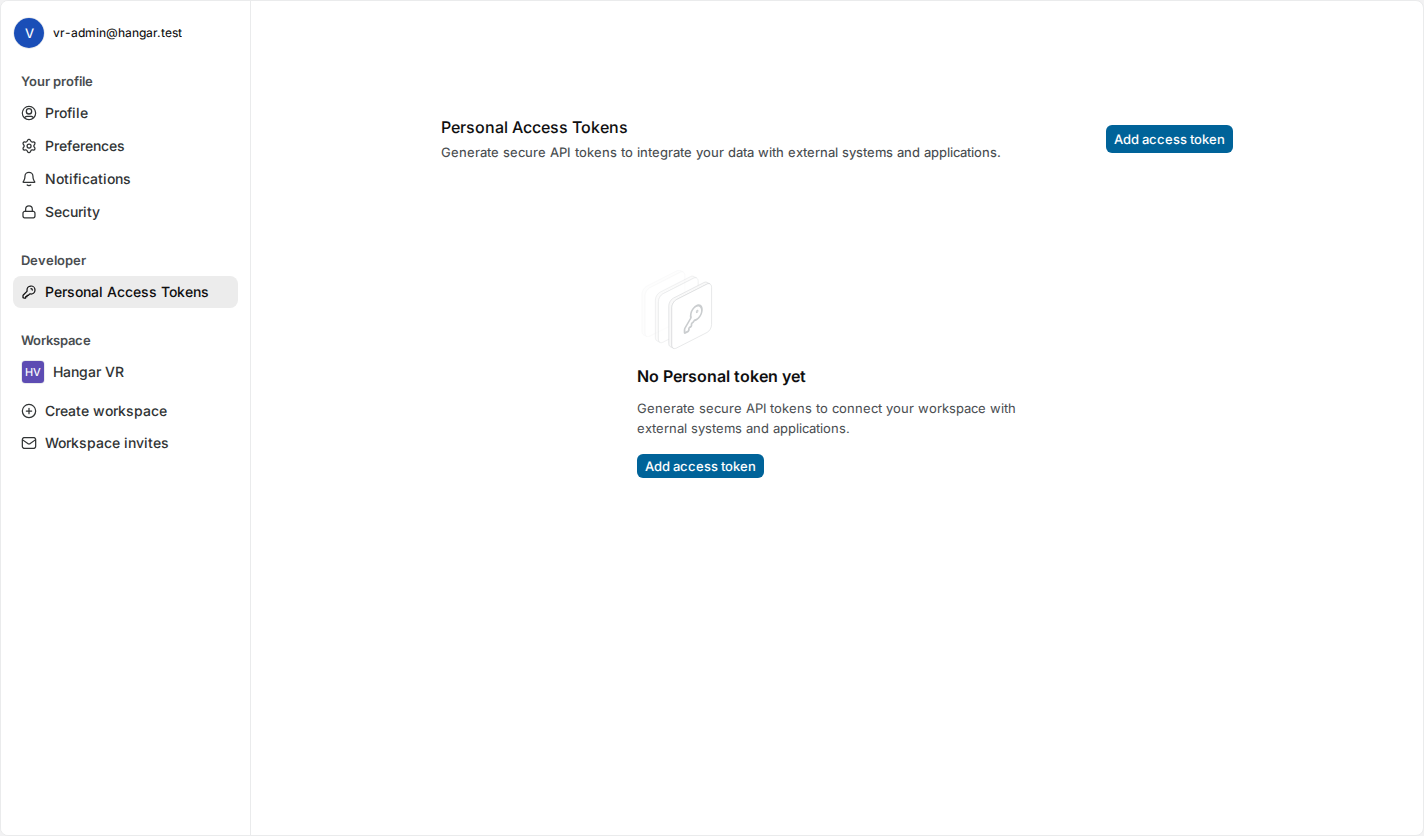 V
vr-admin@hangar.test
Your profile
Profile
Preferences
Notifications
Security
Developer
Personal Access Tokens
Workspace
HV
Hangar VR
Create workspace
Workspace invites
Personal Access Tokens
Generate secure API tokens to integrate your data with external systems and applications.
Add access token
No Personal token yet
Generate secure API tokens to connect your workspace with
external systems and applications.
Add access token